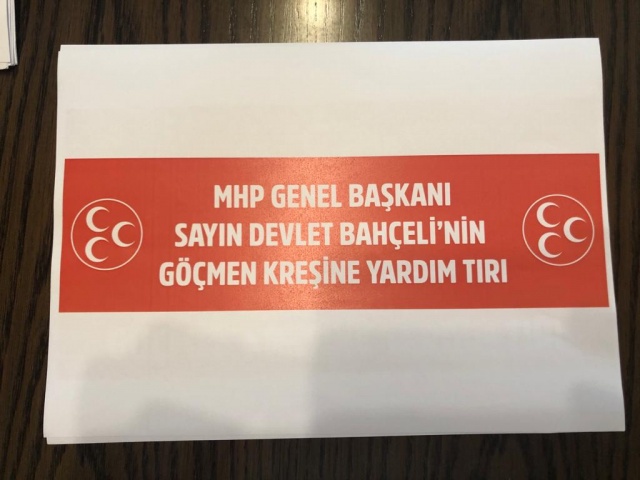 MHP GENEL BAŞKANI
SAYIN DEVLET BAHÇELİ'NİN
GÖÇMEN KREŞİNE YARDIM TIRI